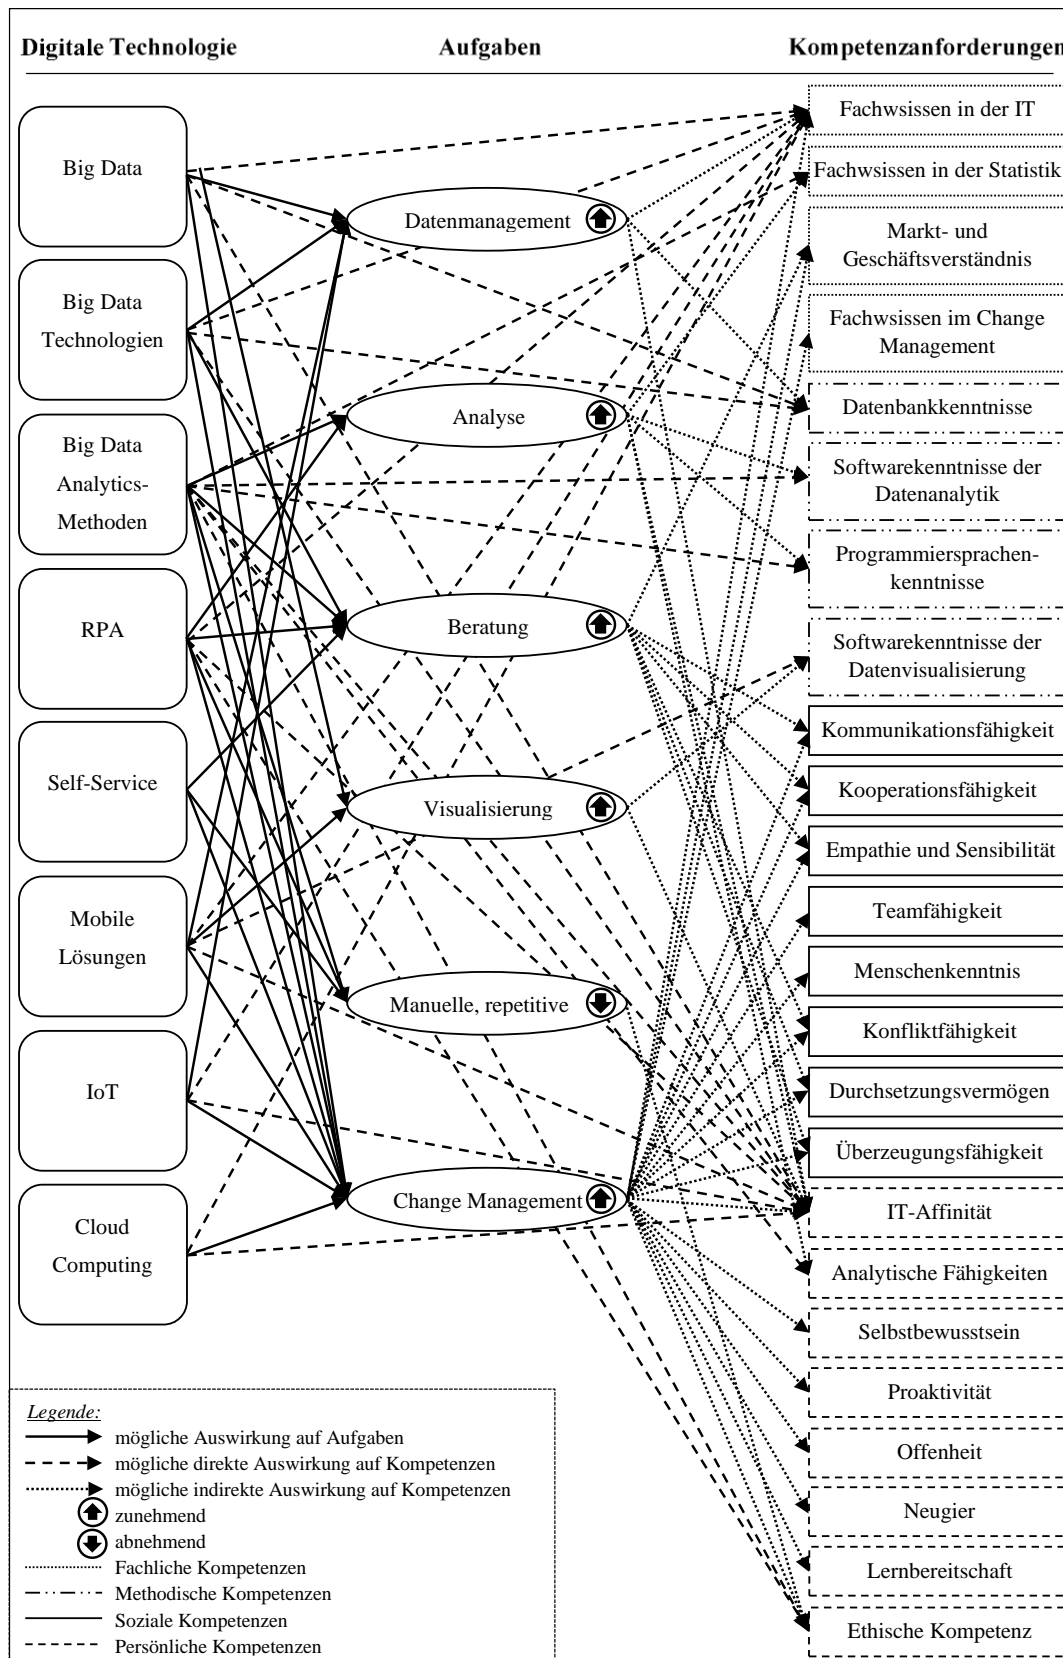 Digitale Technologie
Aufgaben
Kompetenzanforderungen
Big Data
Big Data
Technologien
Big Data
Analytics-
Methoden
RPA
Self-Service
Mobile
Lösungen
IoT
Cloud
Computing
Datenmanagement
Analyse
Beratung
Visualisierung
Manuelle, repetitive
Change Management
Fachwsissen in der IT
Fachwsissen in der Statistik
Markt- und
Geschäftsverständnis
Fachwsissen im Change
Management
Datenbankkenntnisse
Softwarekenntnisse der
Datenanalytik
Programmiersprachen-
kenntnisse
Softwarekenntnisse der
Datenvisualisierung
Kommunikationsfähigkeit
Kooperationsfähigkeit
Empathie und Sensibilität
Teamfähigkeit
Menschenkenntnis
Konfliktfähigkeit
Durchsetzungsvermögen
Überzeugungsfähigkeit
IT-Affinität
Analytische Fähigkeiten
Selbstbewusstsein
Proaktivität
Offenheit
Neugier
Lernbereitschaft
Ethische Kompetenz
Legende:
mögliche Auswirkung auf Aufgaben
mögliche direkte Auswirkung auf Kompetenzen
mögliche indirekte Auswirkung auf Kompetenzen
zunehmend
abnehmend
Fachliche Kompetenzen
Methodische Kompetenzen
Soziale Kompetenzen
Persönliche Kompetenzen